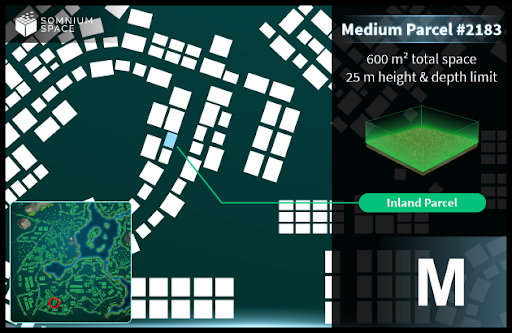 SOMNIUM
SPACE
Medium Parcel #2183
600 m² total space
25 m height & depth limit
Inland Parcel
M